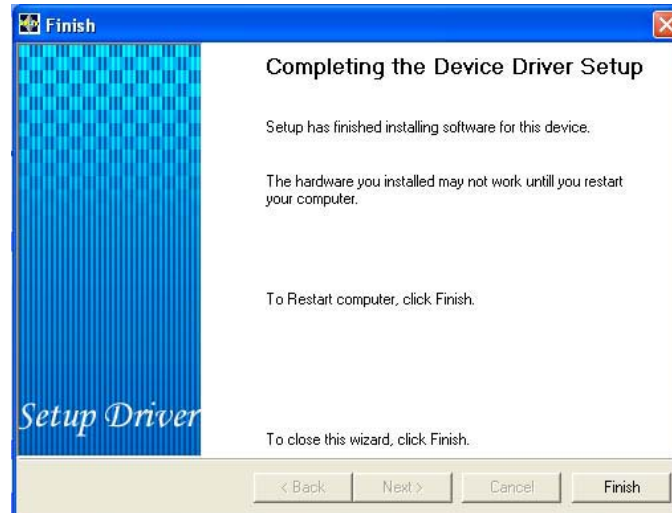 Finish
Completing the Device Driver Setup
Setup has finished installing software for this device.
The hardware you installed may not work untill you restart
your computer.
To Restart computer, click Finish.
Setup Driver
To close this wizard, click Finish.
< Back
Next >
Cancel
Finish